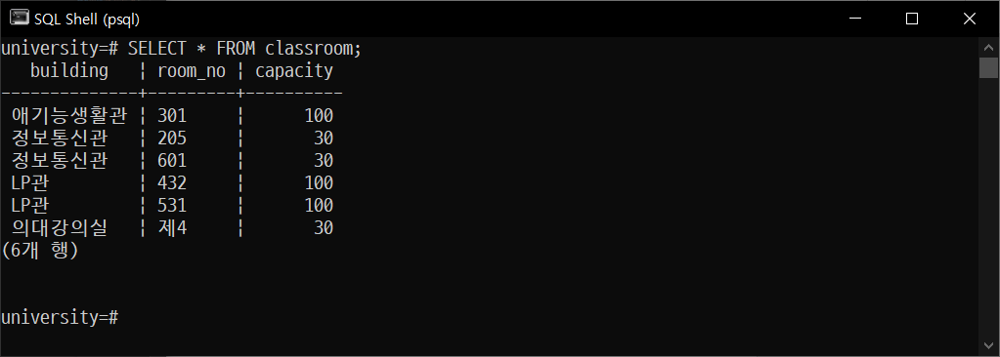 SQL Shell (psql)
university=# SELECT * FROM classroom;
   building   ¦ room_no ¦ capacity
--------------+---------+----------
 애기능생활관 ¦ 301     ¦      100
 정보통신관   ¦ 205     ¦       30
 정보통신관   ¦ 601     ¦       30
 LP관         ¦ 432     ¦      100
 LP관         ¦ 531     ¦      100
 의대강의실   ¦ 제4     ¦       30
(6개 행)
university=#